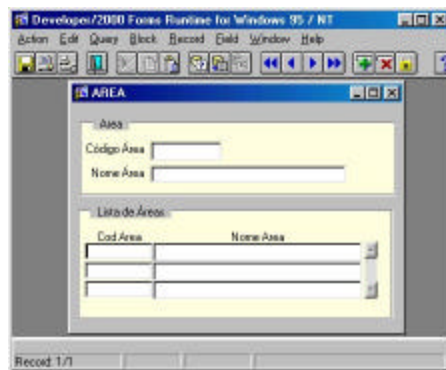 Developer/2000 Forms Runtime for Windows 95 / NT
Action Edit Query Block Record Field Window Help
AREA
Area
Código Área
Nome Área
Lista de Áreas
Cod Area Nome Area
Record: 1/1